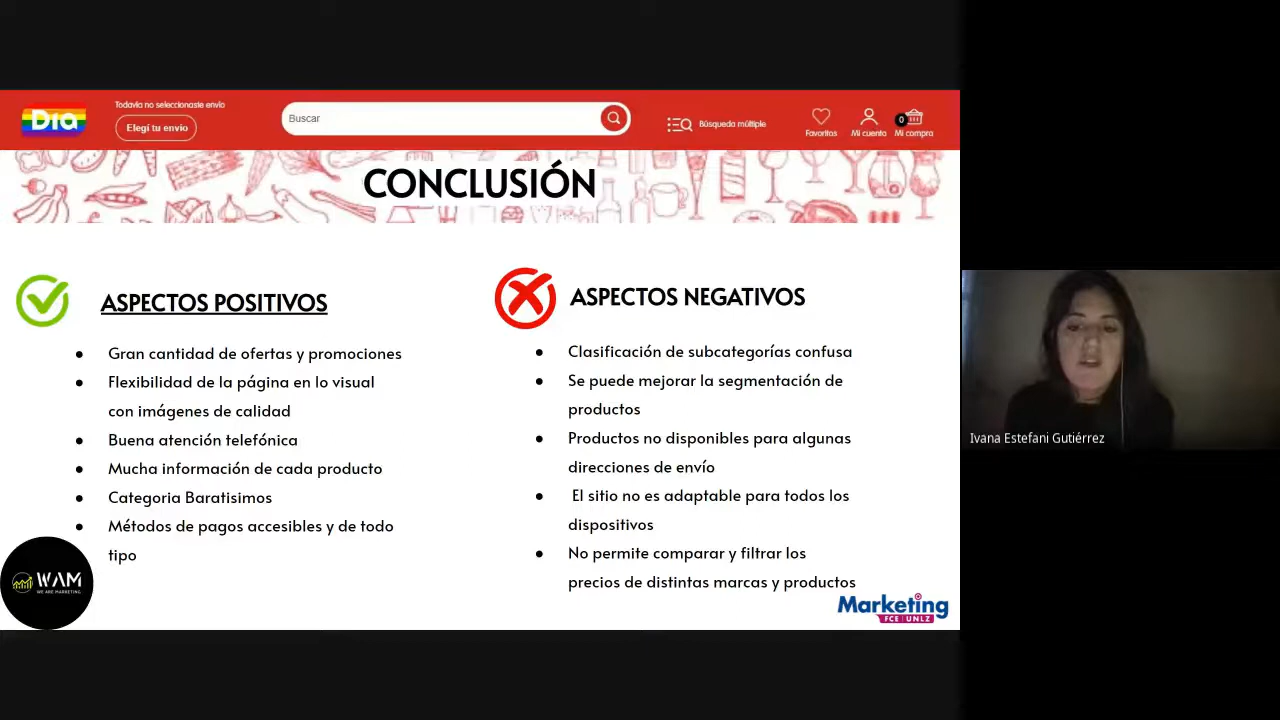 Dia
Todavía no seleccionaste envío
Elegí tu envío
Buscar
Búsqueda múltiple
Favoritos
Mi cuenta
0
Mi compra
CONCLUSIÓN
ASPECTOS POSITIVOS
Gran cantidad de ofertas y promociones
Flexibilidad de la página en lo visual
con imágenes de calidad
Buena atención telefónica
Mucha información de cada producto
Categoria Baratisimos
Métodos de pagos accesibles y de todo
tipo
ASPECTOS NEGATIVOS
Clasificación de subcategorías confusa
Se puede mejorar la segmentación de
productos
Productos no disponibles para algunas
direcciones de envío
El sitio no es adaptable para todos los
dispositivos
No permite comparar y filtrar los
precios de distintas marcas y productos
WAM
WE ARE MARKETING
Marketing
FCE UNLZ
Ivana Estefani Gutiérrez